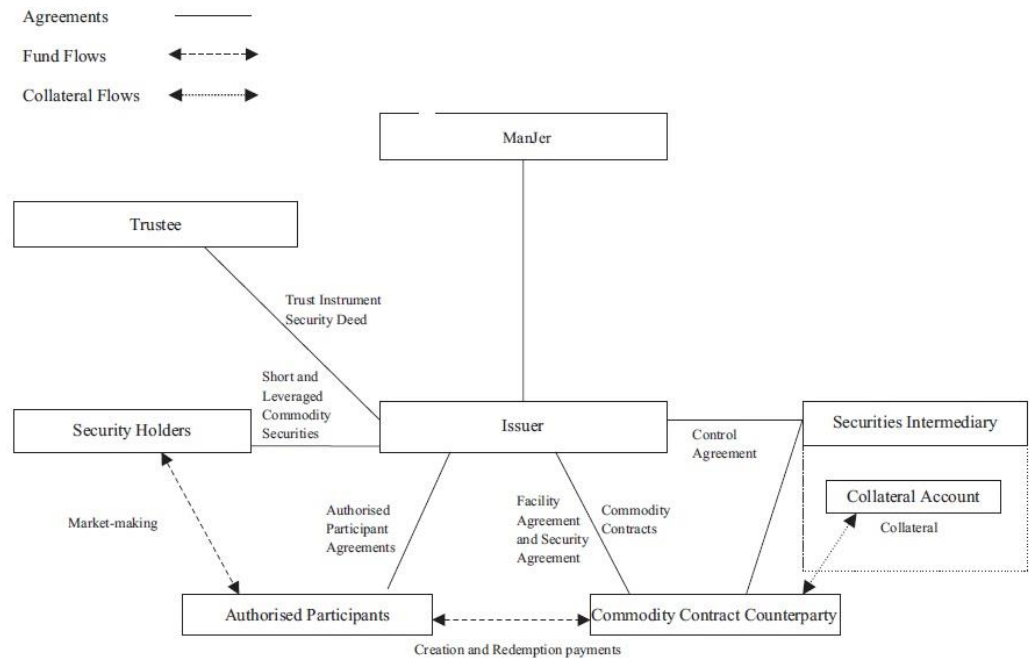 Agreements
Fund Flows
Collateral Flows
ManJer
Trustee
Trust Instrument
Security Deed
Short and
Leveraged
Commodity
Securities
Security Holders
Issuer
Control
Agreement
Securities Intermediary
Collateral Account
Collateral
Market-making
Authorised
Participant
Agreements
Facility
Agreement
and Security
Agreement
Commodity
Contracts
Authorised Participants
Commodity Contract Counterparty
Creation and Redemption payments